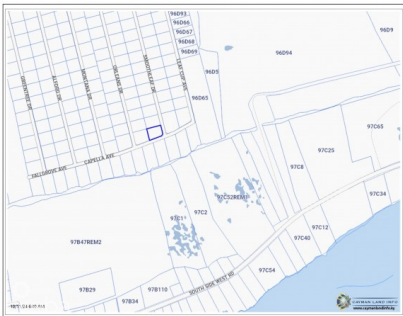 96D93
96D66
96D67
96D68
96D69
96D9
96D94
96D5
96D65
CAPELLA AVE
97C65
97C25
97C8
97C52REM1
97C34
97C1
97C2
97C12
97C40
97B47REM2
97C54
SOUTH SIDE WEST RD
97B29
97B110
97B34
CAYMAN LAND INFO
www.caymanlandinfo.ky